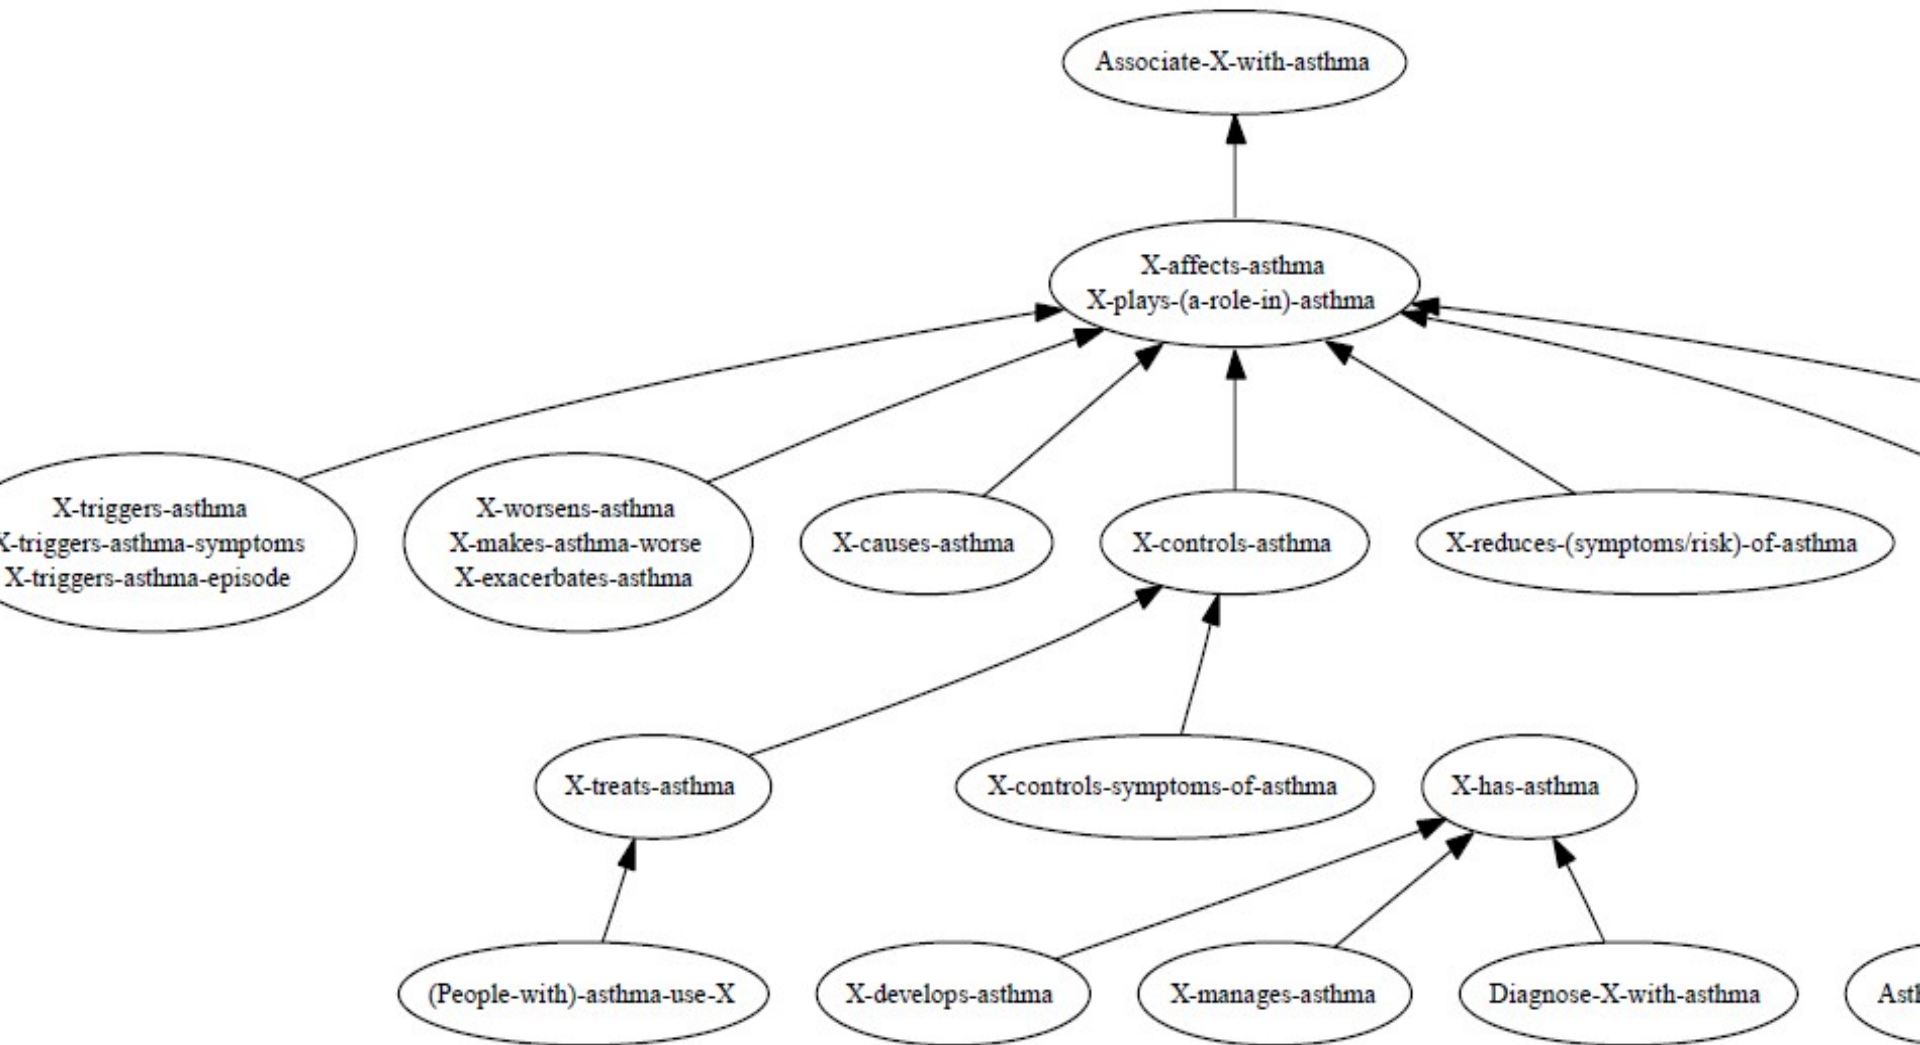 Associate-X-with-asthma
X-affects-asthma
X-plays-(a-role-in)-asthma
X-triggers-asthma
X-triggers-asthma-symptoms
X-triggers-asthma-episode
X-worsens-asthma
X-makes-asthma-worse
X-exacerbates-asthma
X-causes-asthma
X-controls-asthma
X-reduces-(symptoms/risk)-of-asthma
X-treats-asthma
X-controls-symptoms-of-asthma
X-has-asthma
(People-with)-asthma-use-X
X-develops-asthma
X-manages-asthma
Diagnose-X-with-asthma